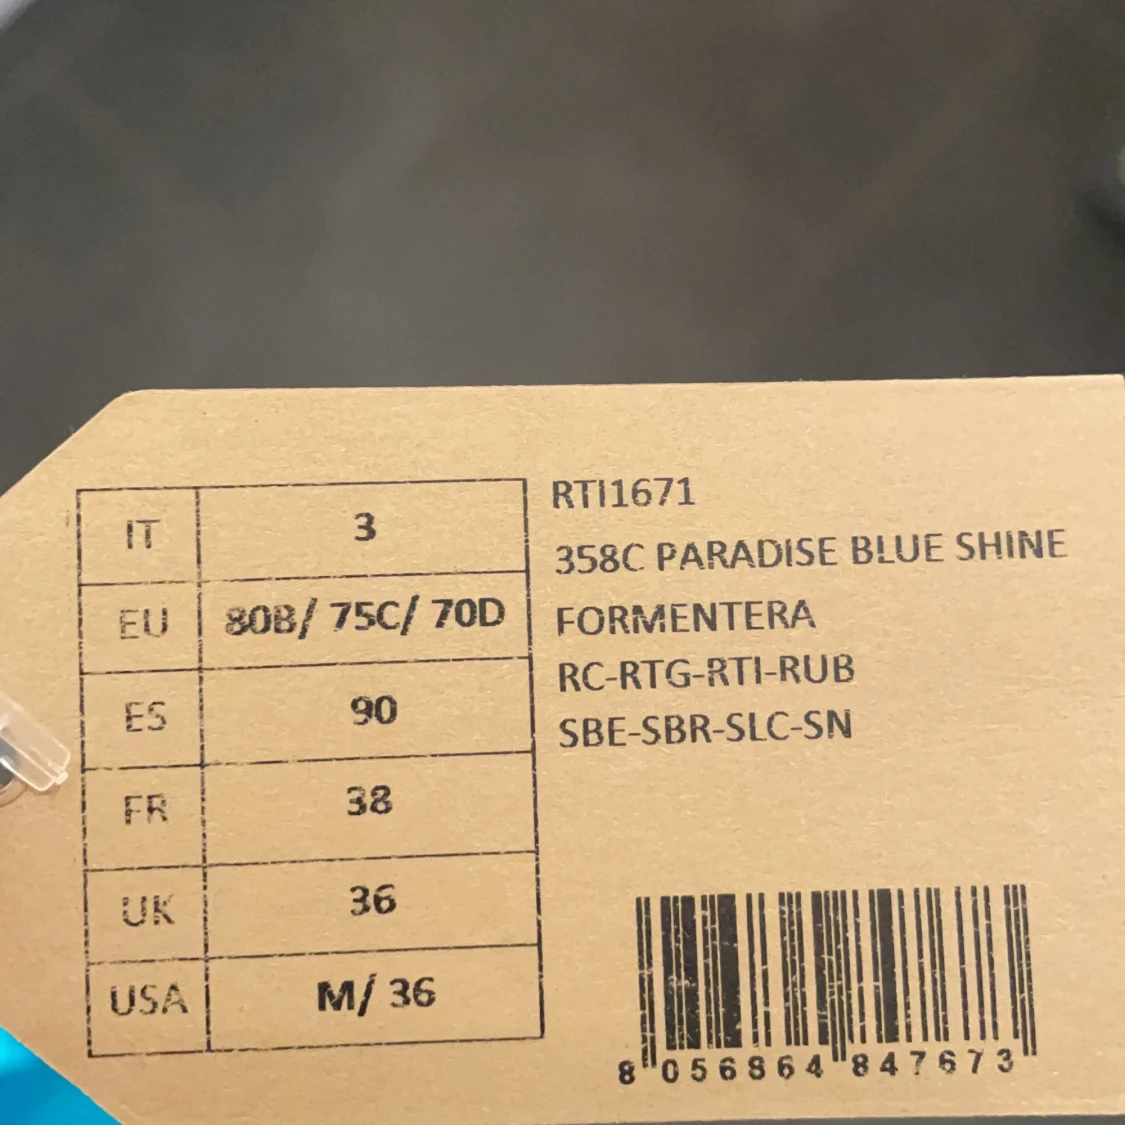 IT 3
EU 80B/ 75C/ 70D
ES 90
FR 38
UK 36
USA M/ 36
RTI1671
358C PARADISE BLUE SHINE
FORMENTERA
RC-RTG-RTI-RUB
SBE-SBR-SLC-SN
8 056864 847673